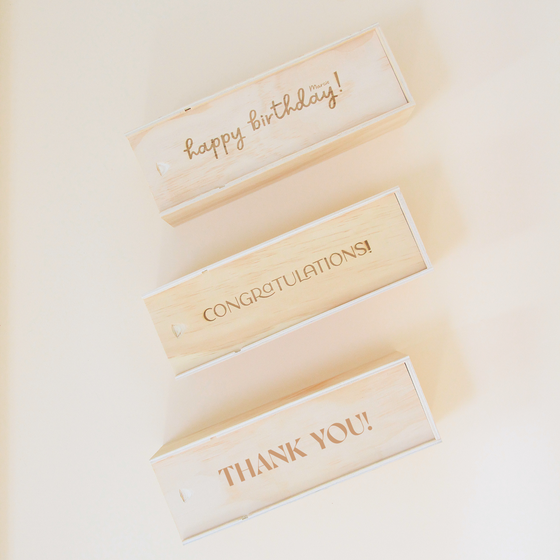 happy birthday!
CONGRaTULATIONS!
THANK YOU!